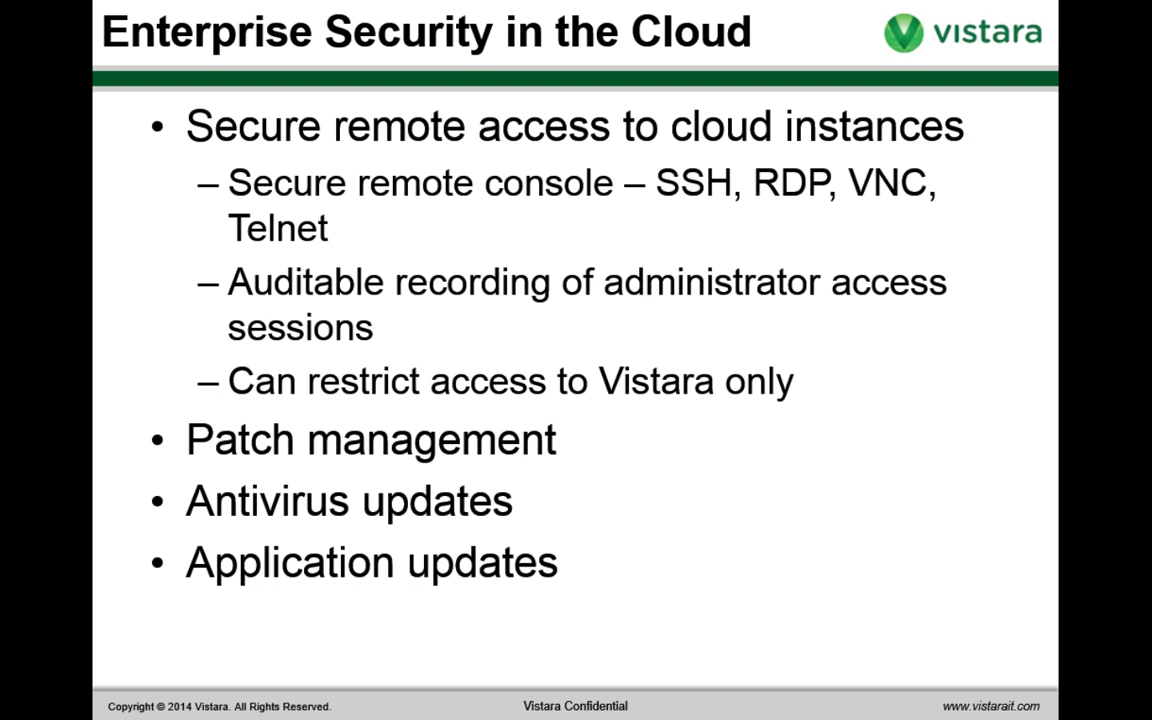 Enterprise Security in the Cloud
vistara
• Secure remote access to cloud instances
– Secure remote console – SSH, RDP, VNC,
Telnet
– Auditable recording of administrator access
sessions
– Can restrict access to Vistara only
• Patch management
• Antivirus updates
• Application updates
Copyright © 2014 Vistara. All Rights Reserved.
Vistara Confidential
www.vistarait.com